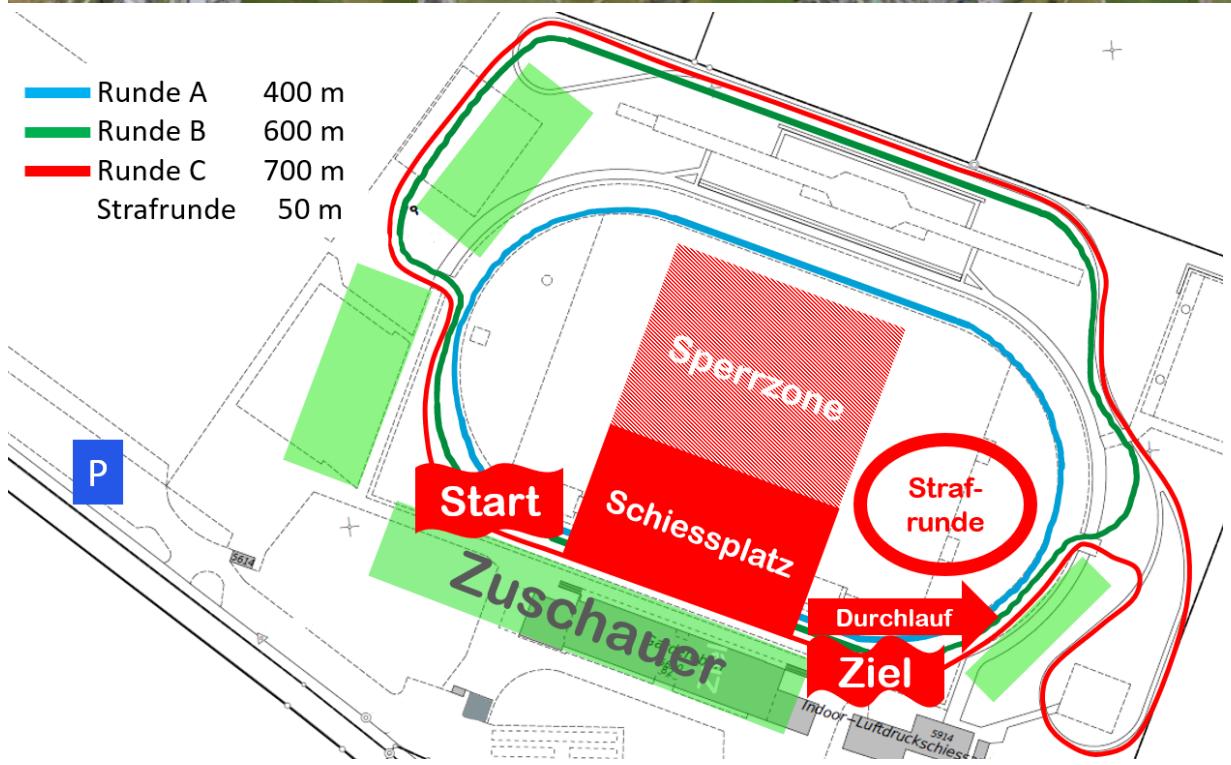 Runde A 400 m
Runde B 600 m
Runde C 700 m
Strafrunde 50 m
Sperrzone
P
Start
Schiessplatz
Straf-
runde
5614
Zuschauer
Durchlauf
Ziel
Indoor-Luftdruckschiess
5914